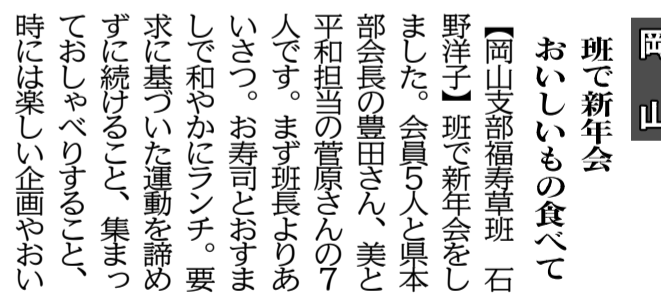 岡山
班で新年会
おいしいもの食べて
【岡山支部福寿草班　石
野洋子】班で新年会をし
ました。会員5人と県本
部会長の豊田さん、美と
平和担当の菅原さんの7
人です。まず班長よりあ
いさつ。お寿司とおすま
しで和やかにランチ。要
求に基づいた運動を諦め
ずに続けること、集まっ
ておしゃべりすること、
時には楽しい企画やおい